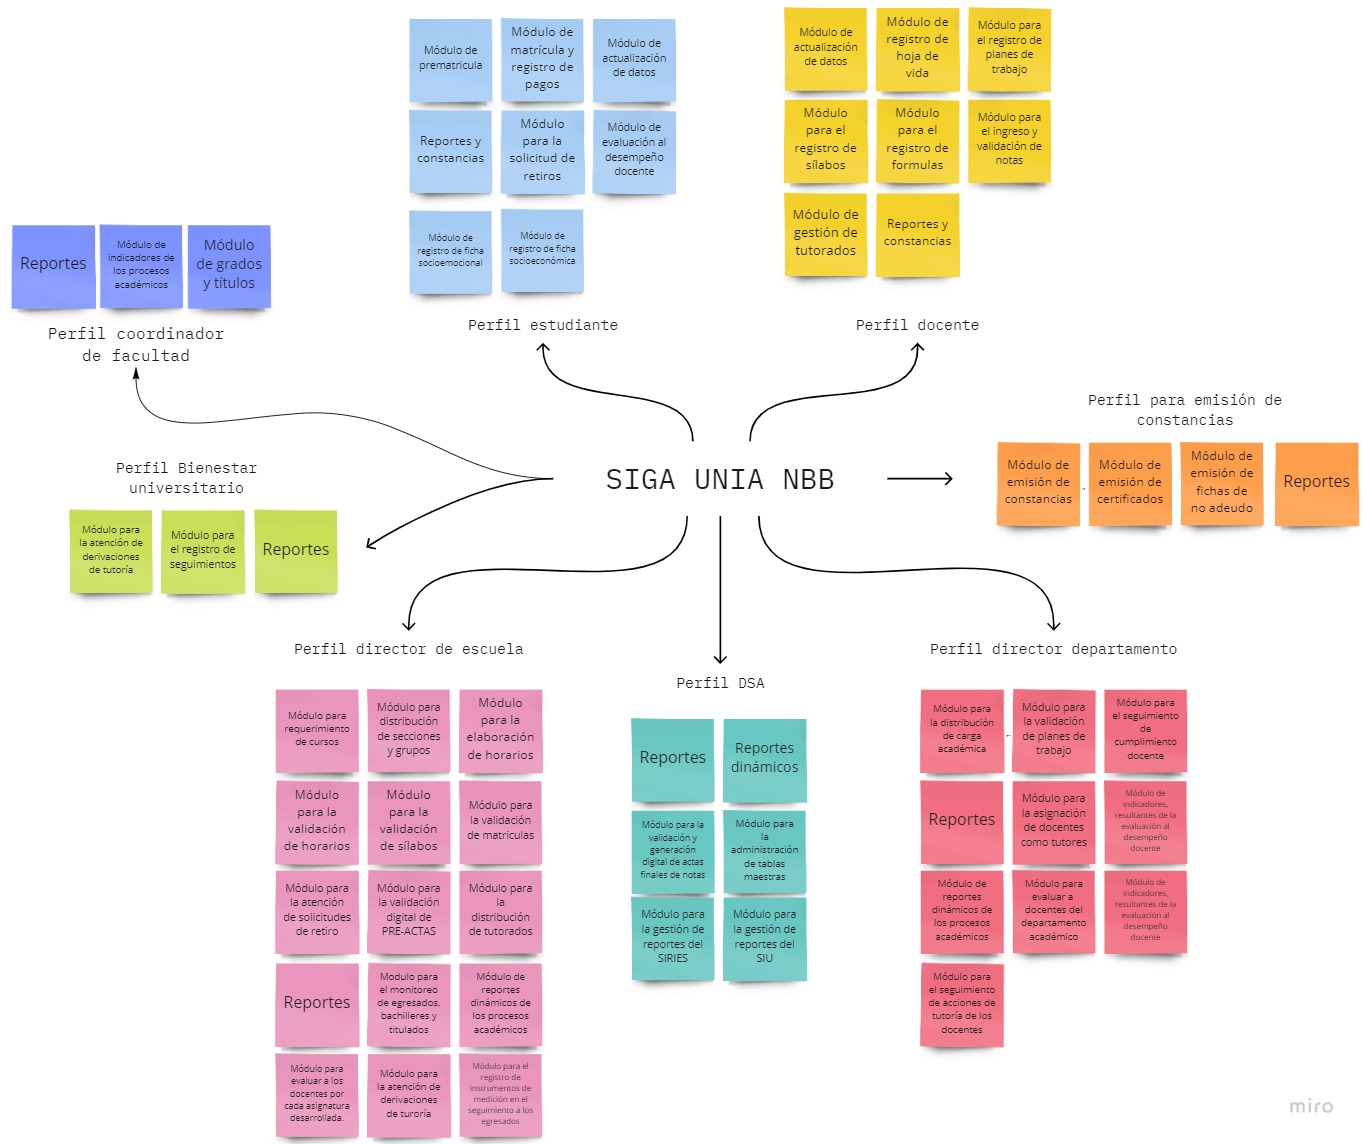 Módulo de
prematricula
Módulo de
matrícula y
registro de
pagos
Módulo de
actualización
de datos
Reportes y
constancias
Módulo
para la
solicitud de
retiros
Módulo de
evaluación al
desempeño
docente
Módulo de
registro de ficha
socioemocional
Módulo de
registro de ficha
socioeconómica
Perfil estudiante
Módulo de
actualización
de datos
Módulo de
registro de
hoja de
vida
Módulo para
el registro de
planes de
trabajo
Módulo
para el
registro de
sílabos
Módulo
para el
registro de
formulas
Módulo para
el ingreso y
validación de
notas
Módulo de
gestión de
tutorados
Reportes y
constancias
Perfil docente
Reportes
Módulo de
indicadores de
los procesos
académicos
Módulo
de grados
y títulos
Perfil coordinador
de facultad
Perfil para emisión de
constancias
Módulo de
emisión de
constancias
Módulo de
emisión de
certificados
Módulo de
emisión de
fichas de
no adeudo
Reportes
Perfil Bienestar
universitario
Módulo para
la atención de
derivaciones
de tutoría
Módulo para
el registro de
seguimientos
Reportes
SIGA UNIA NBB
Perfil director de escuela
Módulo para
requerimiento
de cursos
Módulo para
distribución
de secciones
y grupos
Módulo
para la
elaboración
de horarios
Módulo
para la
validación
de horarios
Módulo
para la
validación
de sílabos
Módulo para
la validación
de matriculas
Módulo para
la atención
de solicitudes
de retiro
Módulo para
la validación
digital de
PRE-ACTAS
Módulo para
la
distribución
de tutorados
Reportes
Modulo para
el monitoreo
de egresados,
bachilleres y
titulados
Módulo de
reportes
dinámicos de
los procesos
académicos
Módulo para
evaluar a los
docentes por
cada asignatura
desarrollada.
Módulo para
la atención de
derivaciones
de turoría
Módulo para el
registro de
instrumentos de
medición en el
seguimiento a los
egresados
Perfil DSA
Reportes
Reportes
dinámicos
Módulo para la
validación y
generación
digital de actas
finales de notas
Módulo para
la
administración
de tablas
maestras
Módulo para
la gestión de
reportes del
SIRIES
Módulo para
la gestión de
reportes del
SIU
Perfil director departamento
Módulo para
la distribución
de carga
académica
Módulo para
la validación
de planes de
trabajo
Módulo para
el seguimiento
de
cumplimiento
docente
Reportes
Módulo para
la asignación
de docentes
como tutores
Módulo de
indicadores,
resultantes de la
evaluación al
desempeño
docente
Módulo de
reportes
dinámicos de
los procesos
académicos
Módulo para
evaluar a
docentes del
departamento
académico
Módulo de
indicadores,
resultantes de la
evaluación al
desempeño
docente
Módulo para
el seguimiento
de acciones de
tutoría de los
docentes
miro